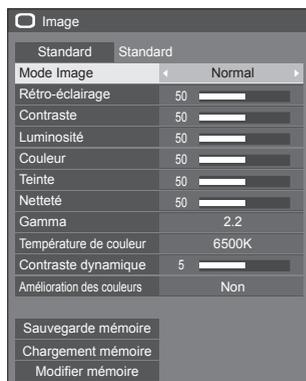 Image
Standard Standard
Mode Image Normal
Rétro-éclairage 50
Contraste 50
Luminosité 50
Couleur 50
Teinte 50
Netteté 50
Gamma 2.2
Température de couleur 6500K
Contraste dynamique 5
Amélioration des couleurs Non
Sauvegarde mémoire
Chargement mémoire
Modifier mémoire